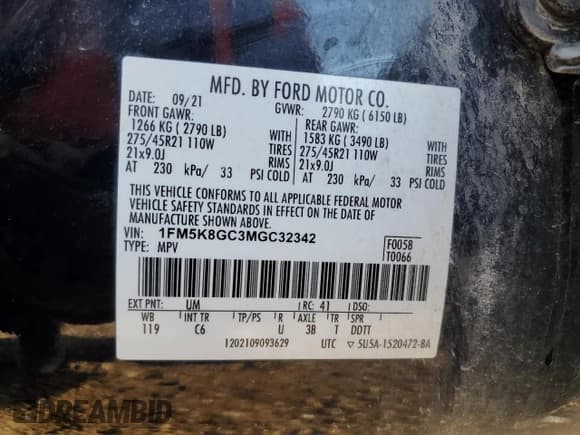 MFD. BY FORD MOTOR CO.
DATE: 09/21 GVWR: 2790 KG ( 6150 LB)
FRONT GAWR: REAR GAWR:
1266 KG ( 2790 LB) WITH 1583 KG ( 3490 LB) WITH
275/45R21 110W TIRES 275/45R21 110W TIRES
21x9.0J RIMS 21x9.0J RIMS
AT 230 kPa/ 33 PSI COLD AT 230 kPa/ 33 PSI COLD
THIS VEHICLE CONFORMS TO ALL APPLICABLE FEDERAL MOTOR
VEHICLE SAFETY STANDARDS IN EFFECT ON THE DATE OF
MANUFACTURE SHOWN ABOVE.
VIN: 1FM5K8GC3MGC32342 F0058
TYPE: MPV T0066
EXT PNT: UM RC: 41 DSO:
WB INT TR TP/PS R AXLE TR SPR
119 C6 U 3B T DDTT
1202109093629 UTC ▽ 5U5A-1520472-BA
DREAMBID